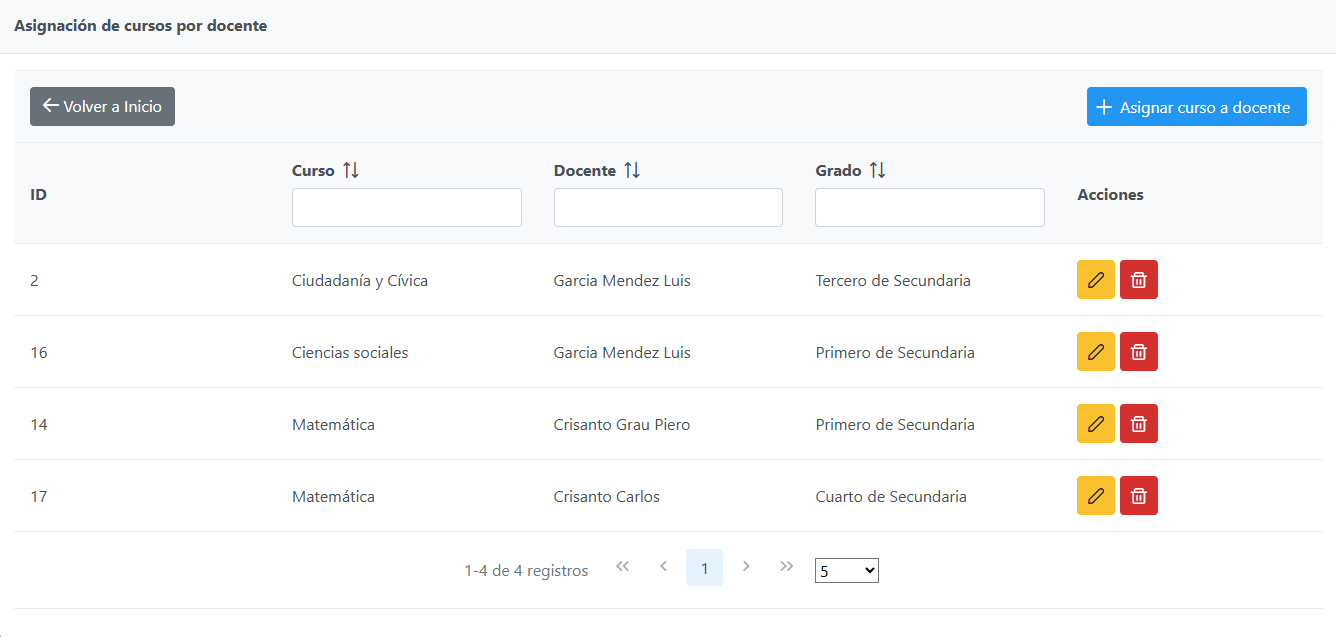 Asignación de cursos por docente
Volver a Inicio
Asignar curso a docente
ID Curso Docente Grado Acciones
2 Ciudadanía y Cívica Garcia Mendez Luis Tercero de Secundaria
16 Ciencias sociales Garcia Mendez Luis Primero de Secundaria
14 Matemática Crisanto Grau Piero Primero de Secundaria
17 Matemática Crisanto Carlos Cuarto de Secundaria
1-4 de 4 registros 1 5